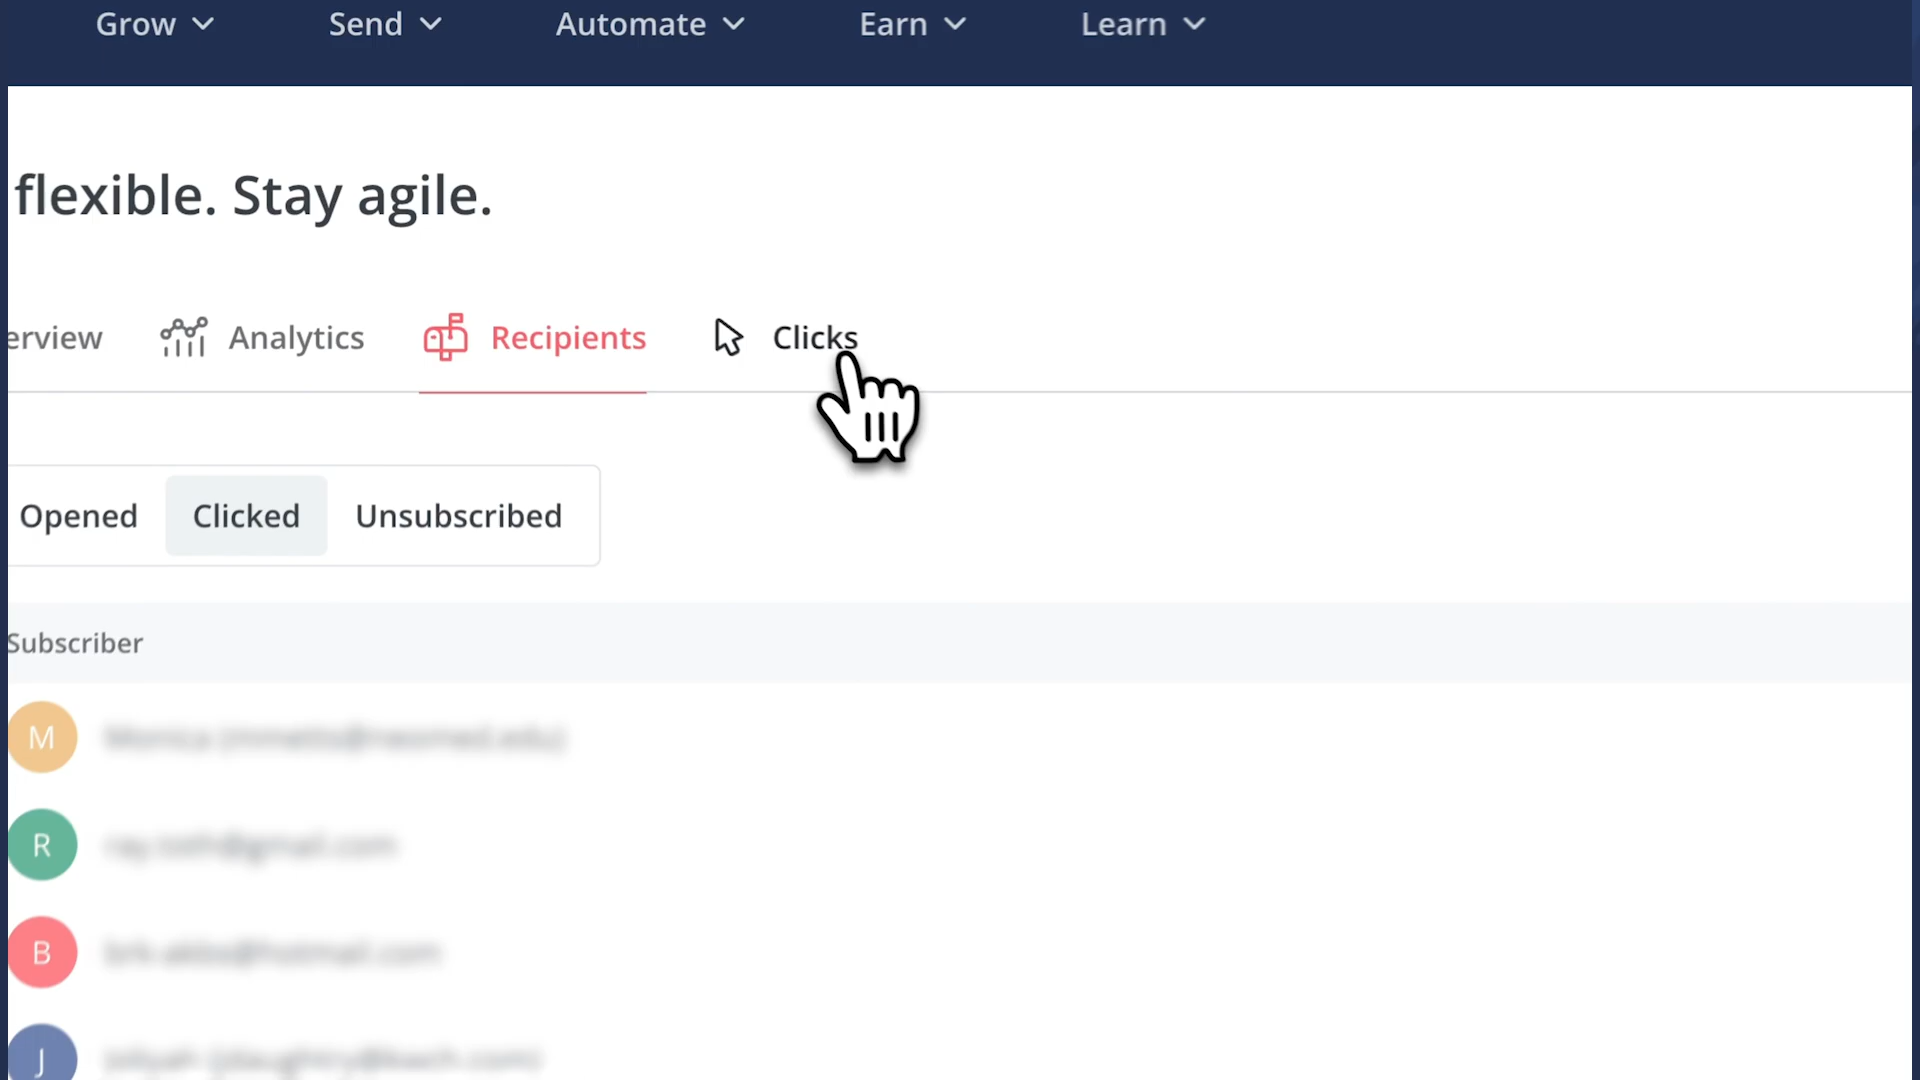 Grow Send Automate Earn Learn
flexible. Stay agile.
erview Analytics Recipients Clicks
Opened Clicked Unsubscribed
Subscriber
M
R
B
J